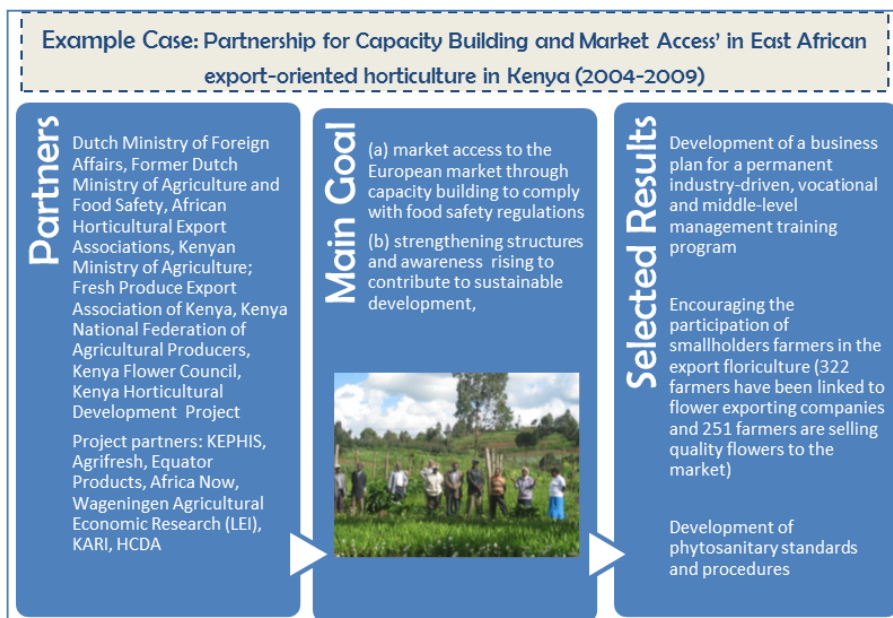 Example Case: Partnership for Capacity Building and Market Access’ in East African
export-oriented horticulture in Kenya (2004-2009)
Partners
Dutch Ministry of Foreign
Affairs, Former Dutch
Ministry of Agriculture and
Food Safety, African
Horticultural Export
Associations, Kenyan
Ministry of Agriculture;
Fresh Produce Export
Association of Kenya, Kenya
National Federation of
Agricultural Producers,
Kenya Flower Council,
Kenya Horticultural
Development Project
Project partners: KEPHIS,
Agrifresh, Equator
Products, Africa Now,
Wageningen Agricultural
Economic Research (LEI),
KARI, HCDA
Main Goal
(a) market access to the
European market through
capacity building to comply
with food safety regulations
(b) strengthening structures
and awareness rising to
contribute to sustainable
development,
Selected Results
Development of a business
plan for a permanent
industry-driven, vocational
and middle-level
management training
program
Encouraging the
participation of
smallholders farmers in the
export floriculture (322
farmers have been linked to
flower exporting companies
and 251 farmers are selling
quality flowers to the
market)
Development of
phytosanitary standards
and procedures